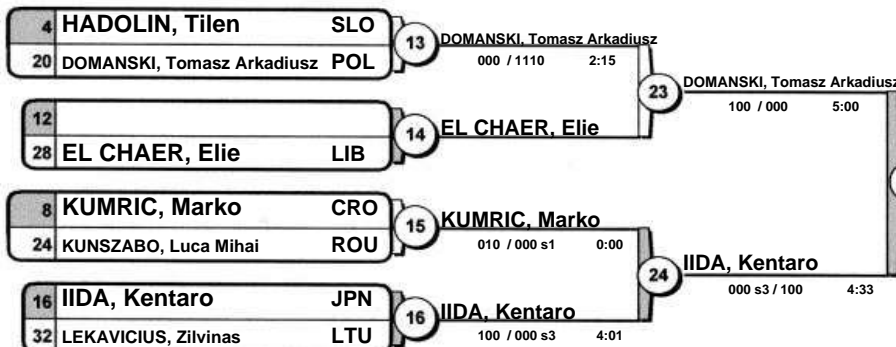 4 HADOLIN, Tilen SLO
20 DOMANSKI, Tomasz Arkadiusz POL
13
DOMANSKI, Tomasz Arkadiusz
000 / 1110 2:15
12
28 EL CHAER, Elie LIB
14
EL CHAER, Elie
23
DOMANSKI, Tomasz Arkadiusz
100 / 000 5:00
8 KUMRIC, Marko CRO
24 KUNSZABO, Luca Mihai ROU
15
KUMRIC, Marko
010 / 000 s1 0:00
16 IIDA, Kentaro JPN
32 LEKAVICIUS, Zilvinas LTU
16
IIDA, Kentaro
100 / 000 s3 4:01
24
IIDA, Kentaro
000 s3 / 100 4:33